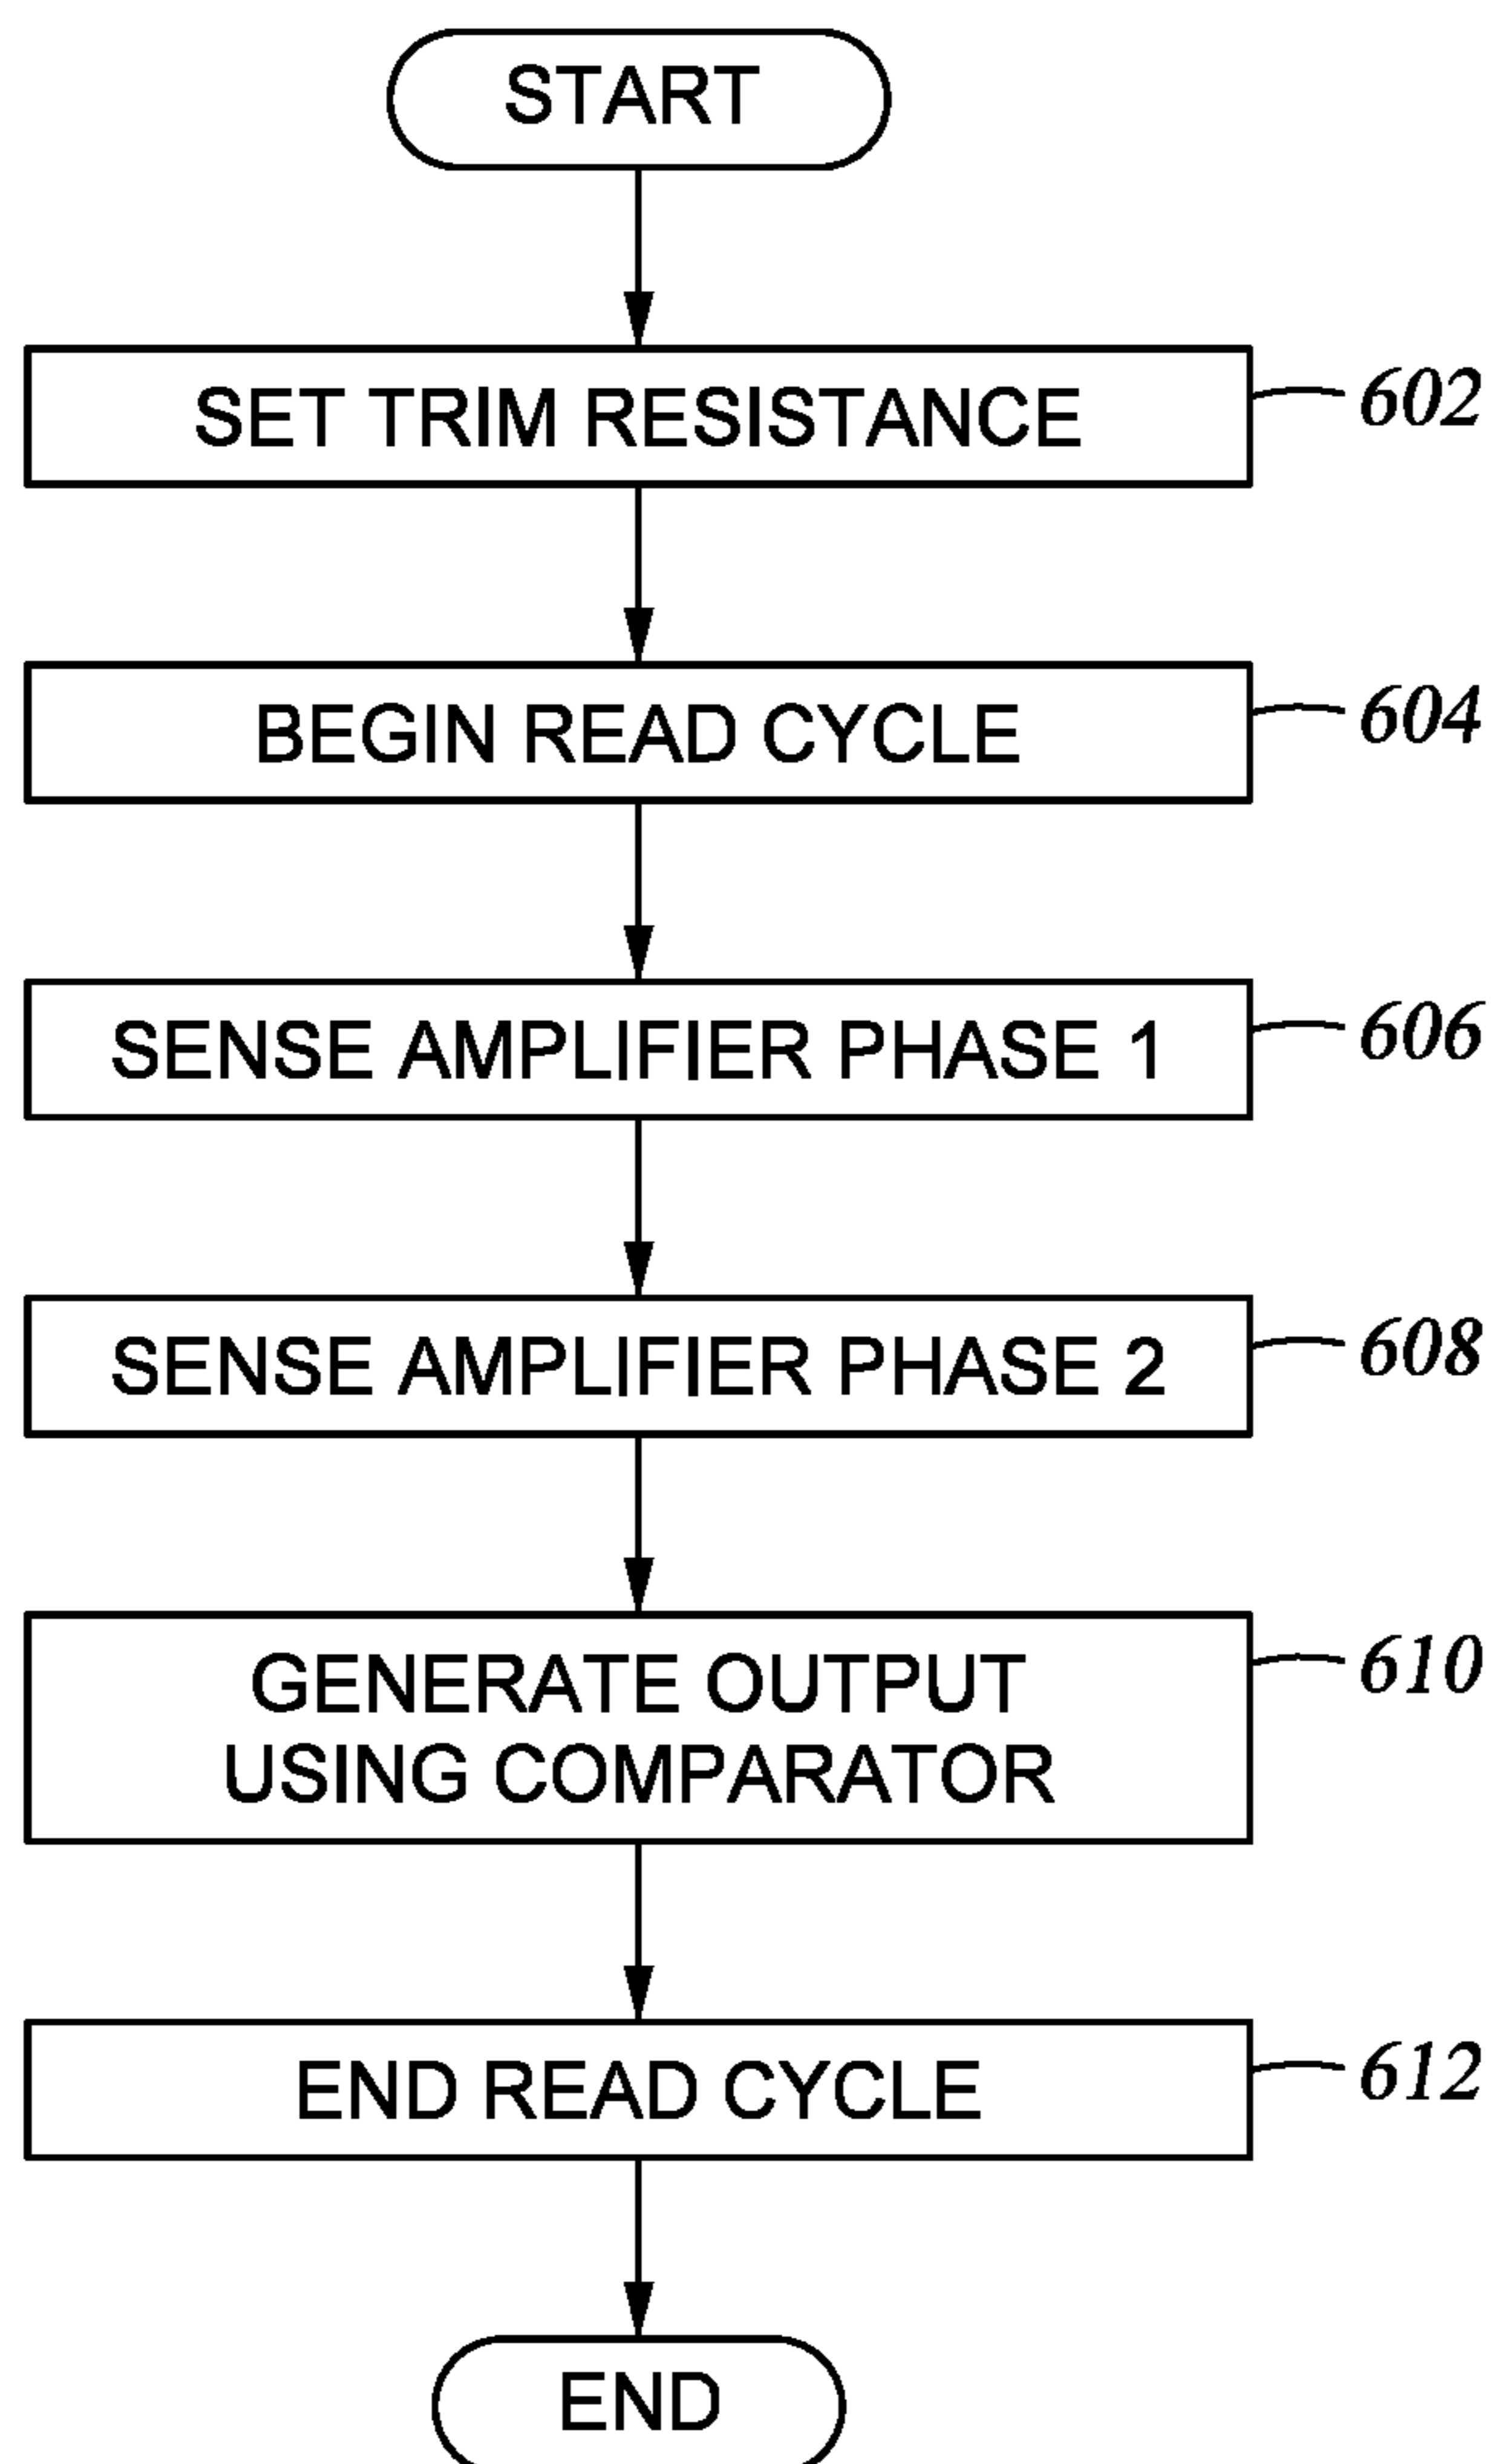 START
SET TRIM RESISTANCE 602
BEGIN READ CYCLE 604
SENSE AMPLIFIER PHASE 1 606
SENSE AMPLIFIER PHASE 2 608
GENERATE OUTPUT 610
USING COMPARATOR
END READ CYCLE 612
END